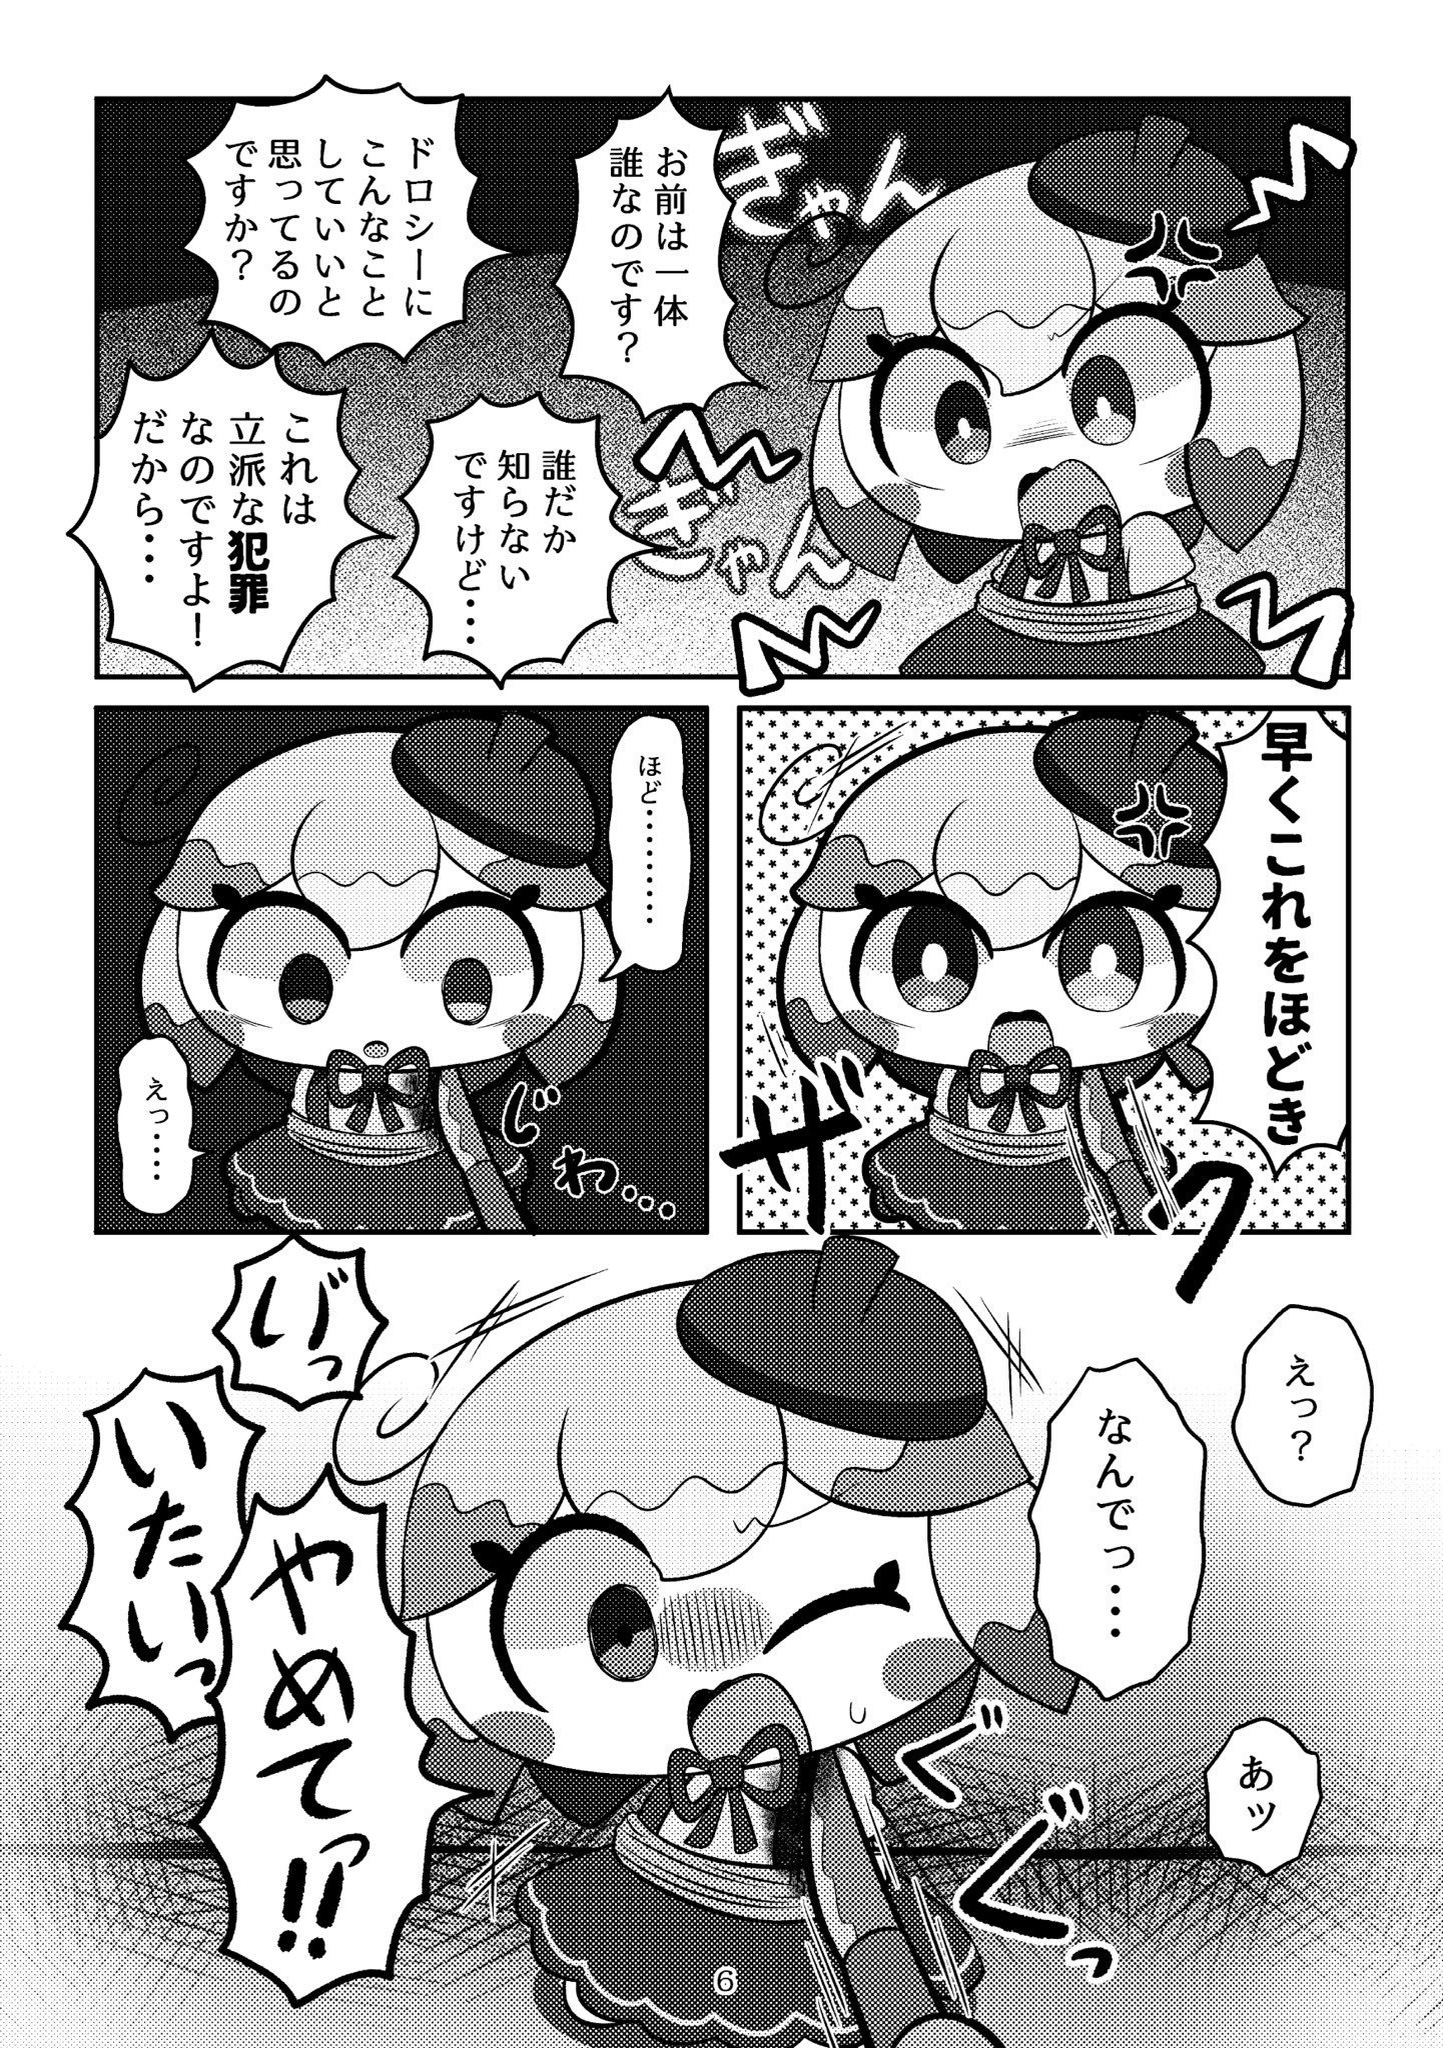 お前は一体
誰なのです？
ぎゃん
ドロシーに
こんなこと
していいと
思ってるの
ですか？
誰だか
知らない
ですけど・・・
ぎゃん
これは
立派な犯罪
なのですよ！
だから・・・
早くこれをほどき
ザク
ほど・・・・・・・・
じわ・・・
えっ・・・・
えっ？
なんでっ・・・
あッ
ぐぐっ
い゛っ
いたいっ
やめてっ!!
6